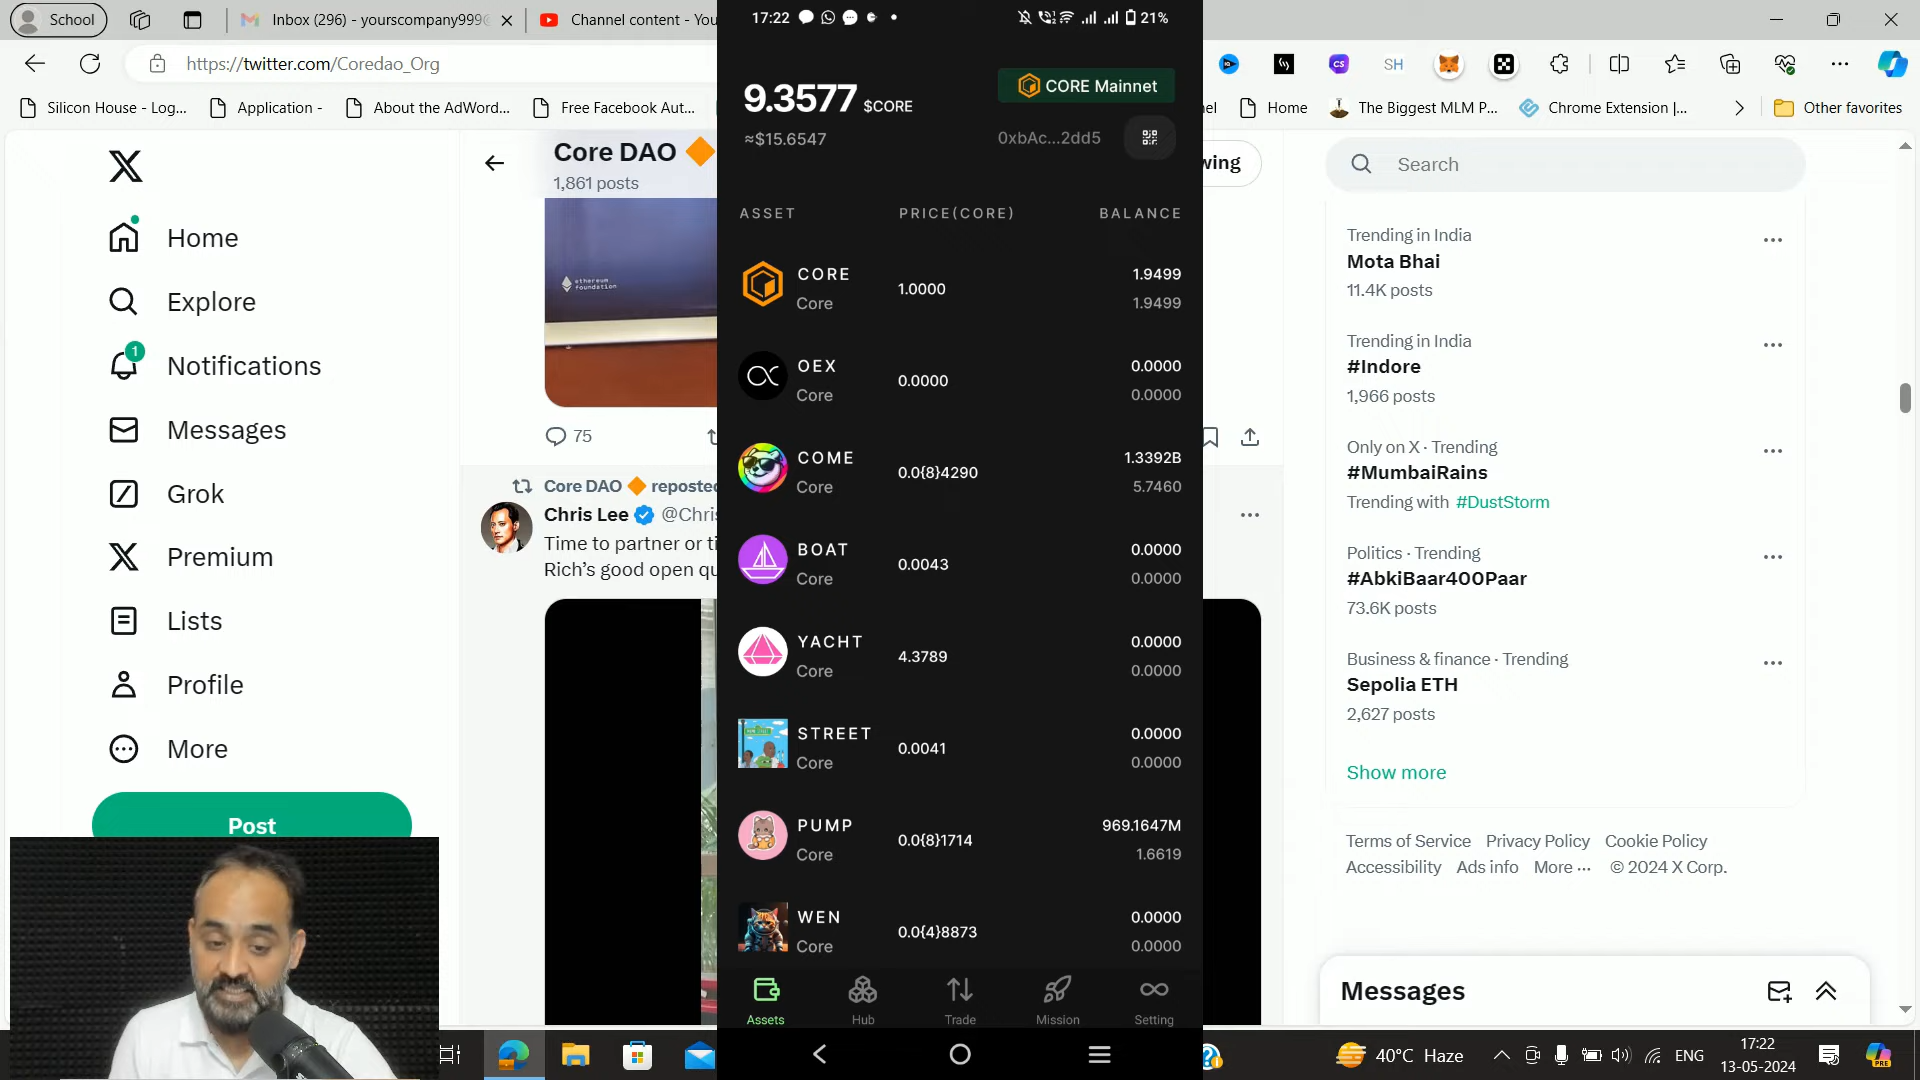 School
Inbox (296) - yourscompany999@
Channel content - You
https://twitter.com/Coredao_Org
SH
Silicon House - Log...
Application -
About the AdWord...
Free Facebook Aut...
Home
The Biggest MLM P...
Chrome Extension |...
Other favorites
Home
Explore
1
Notifications
Messages
Grok
Premium
Lists
Profile
More
Post
Core DAO
1,861 posts
wing
ethereum
foundation
75
Core DAO 🔶 reposted
Chris Lee @Chris
Time to partner or ti
Rich's good open qu
17:22
21%
9.3577 $CORE
CORE Mainnet
≈$15.6547
0xbAc...2dd5
ASSET PRICE(CORE) BALANCE
CORE
Core
1.0000
1.9499
1.9499
OEX
Core
0.0000
0.0000
0.0000
COME
Core
0.0{8}4290
1.3392B
5.7460
BOAT
Core
0.0043
0.0000
0.0000
YACHT
Core
4.3789
0.0000
0.0000
STREET
Core
0.0041
0.0000
0.0000
PUMP
Core
0.0{8}1714
969.1647M
1.6619
WEN
Core
0.0{4}8873
0.0000
0.0000
Assets
Hub
Trade
Mission
Setting
Search
Trending in India
Mota Bhai
11.4K posts
Trending in India
#Indore
1,966 posts
Only on X · Trending
#MumbaiRains
Trending with #DustStorm
Politics · Trending
#AbkiBaar400Paar
73.6K posts
Business & finance · Trending
Sepolia ETH
2,627 posts
Show more
Terms of Service Privacy Policy Cookie Policy
Accessibility Ads info More ··· © 2024 X Corp.
Messages
40°C Haze
ENG
17:22
13-05-2024